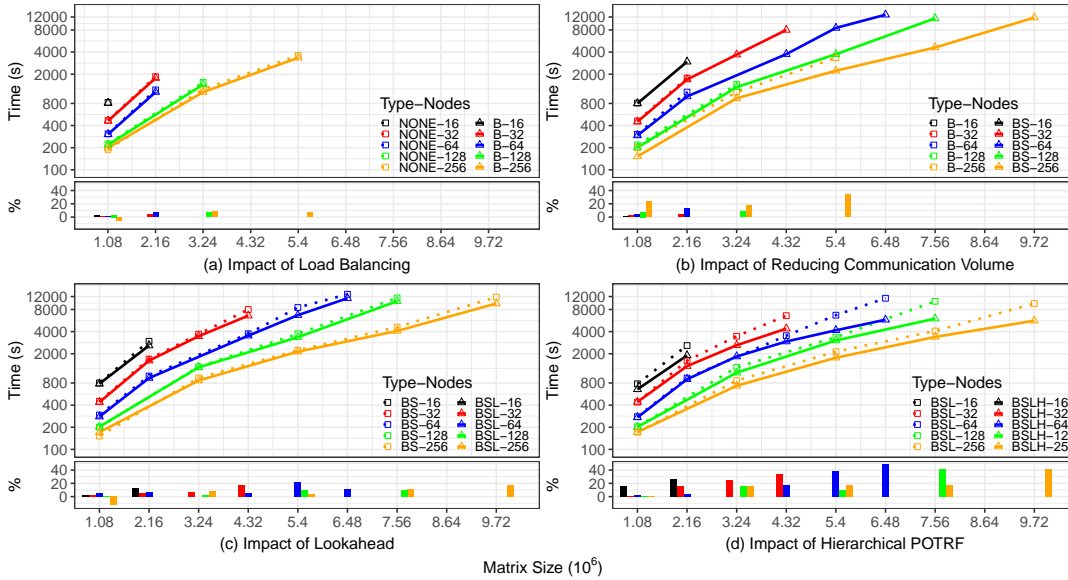 12000
4000
2000
800
400
200
100
Time (s)
Type−Nodes
NONE−16
NONE−32
NONE−64
NONE−128
NONE−256
B−16
B−32
B−64
B−128
B−256
40
20
0
%
1.08 2.16 3.24 4.32 5.4 6.48 7.56 8.64 9.72
(a) Impact of Load Balancing
12000
4000
2000
800
400
200
100
Time (s)
Type−Nodes
B−16
B−32
B−64
B−128
B−256
BS−16
BS−32
BS−64
BS−128
BS−256
40
20
0
%
1.08 2.16 3.24 4.32 5.4 6.48 7.56 8.64 9.72
(b) Impact of Reducing Communication Volume
12000
4000
2000
800
400
200
100
Time (s)
Type−Nodes
BS−16
BS−32
BS−64
BS−128
BS−256
BSL−16
BSL−32
BSL−64
BSL−128
BSL−256
40
20
0
%
1.08 2.16 3.24 4.32 5.4 6.48 7.56 8.64 9.72
(c) Impact of Lookahead
12000
4000
2000
800
400
200
100
Time (s)
Type−Nodes
BSL−16
BSL−32
BSL−64
BSL−128
BSL−256
BSLH−16
BSLH−32
BSLH−64
BSLH−12
BSLH−25
40
20
0
%
1.08 2.16 3.24 4.32 5.4 6.48 7.56 8.64 9.72
(d) Impact of Hierarchical POTRF
Matrix Size (10⁶)